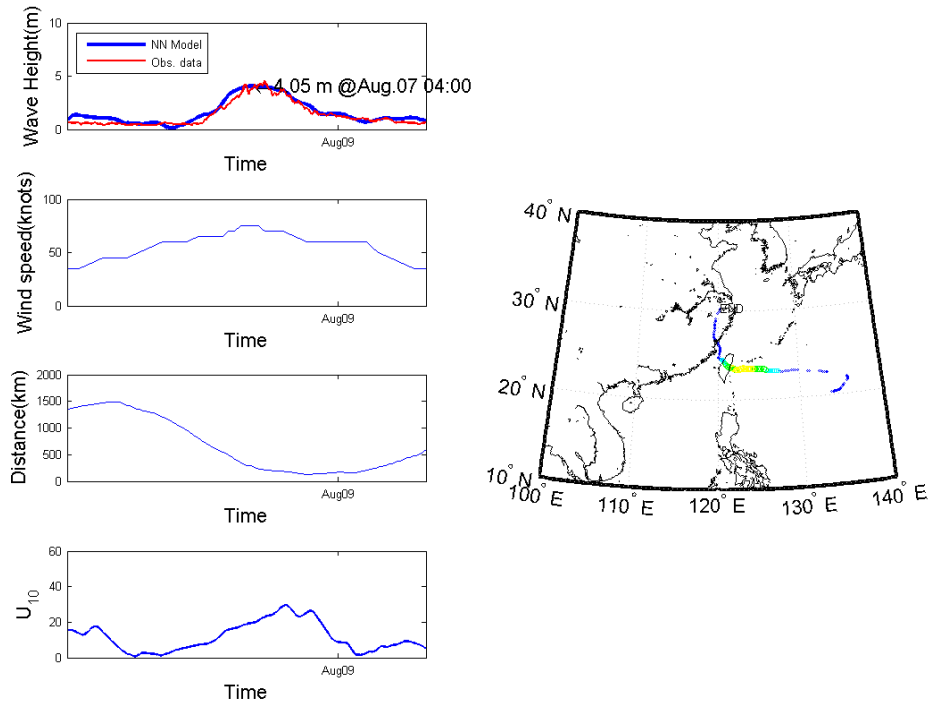 10
5
0
Wave Height(m)
NN Model
Obs. data
4.05 m @Aug.07 04:00
Aug09
Time
100
50
0
Wind speed(knots)
Aug09
Time
2000
1500
1000
500
0
Distance(km)
Aug09
Time
60
40
20
0
U10
Aug09
Time
40° N
30° N
20° N
10° N
100° E
110° E
120° E
130° E
140° E